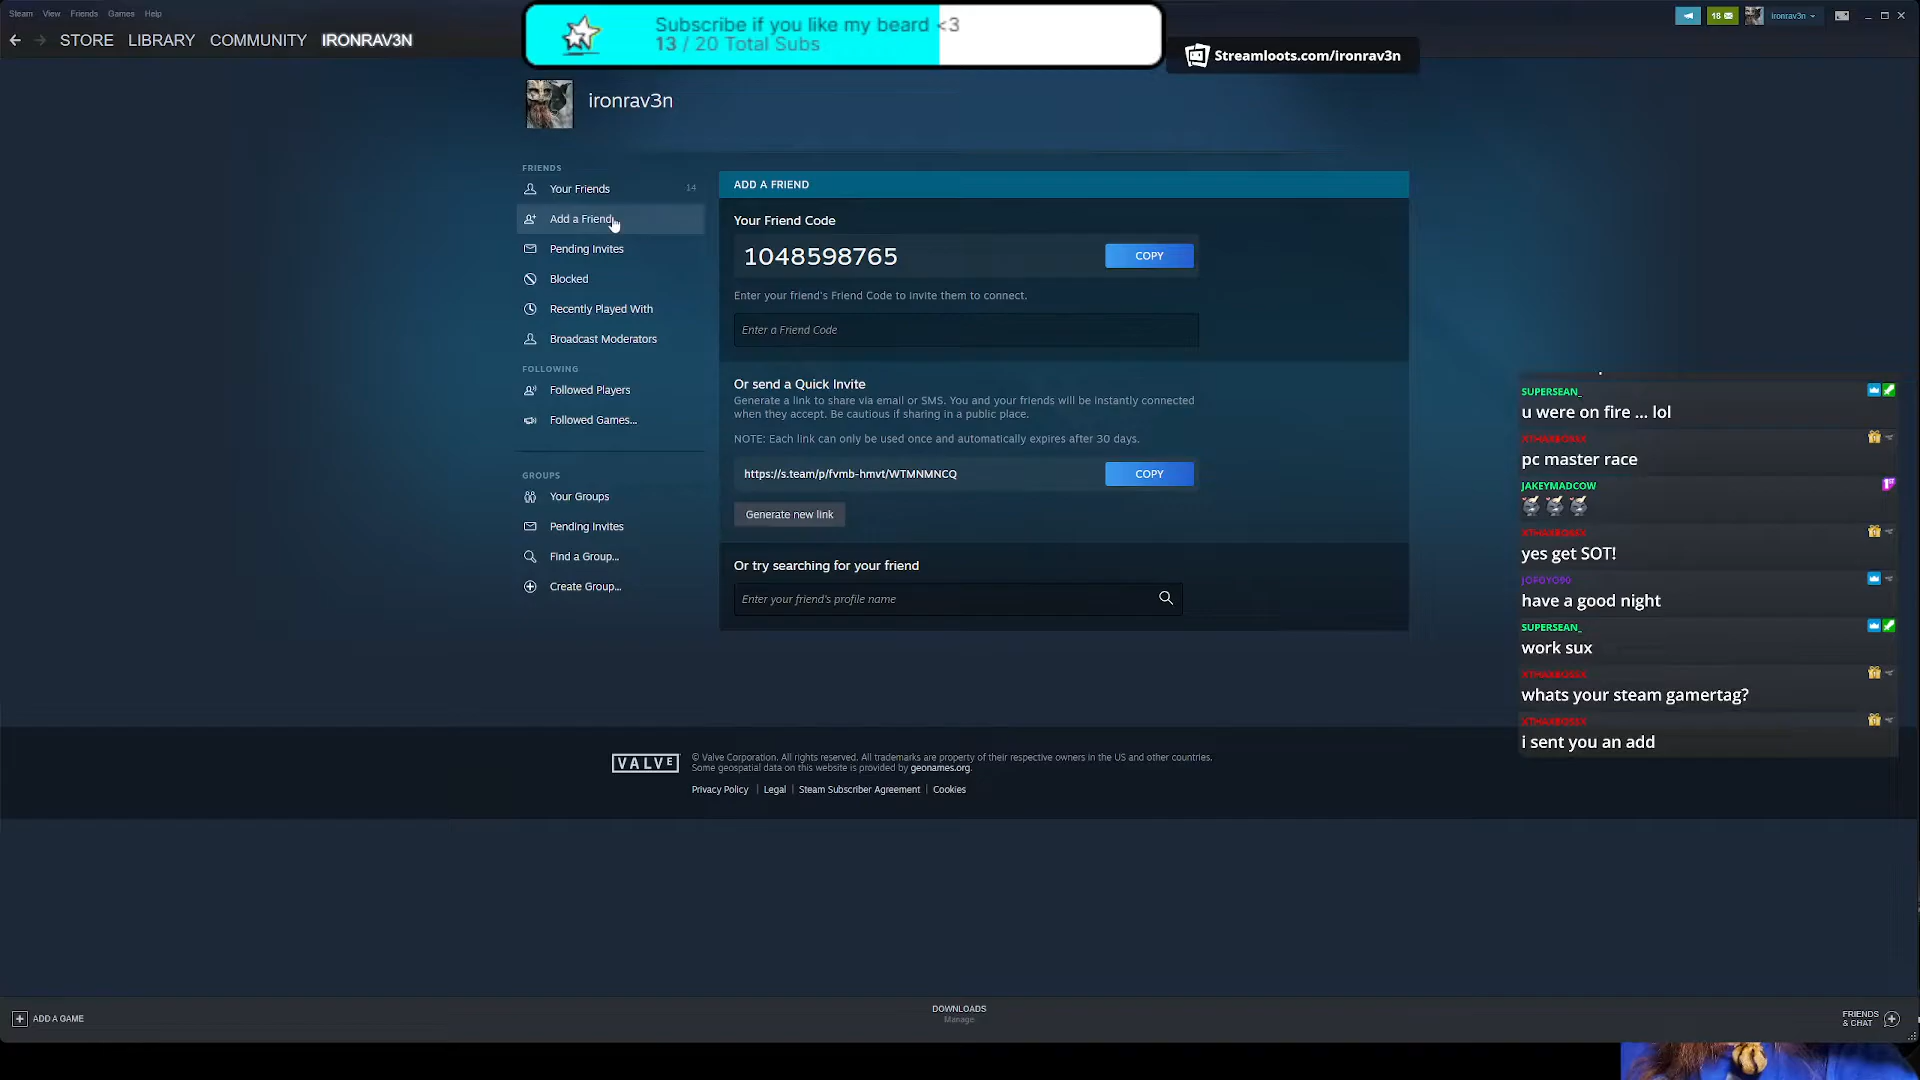 Steam View Friends Games Help
Subscribe if you like my beard <3
13 / 20 Total Subs
18
ironrav3n
STORE LIBRARY COMMUNITY IRONRAV3N
Streamloots.com/ironrav3n
ironrav3n
FRIENDS
Your Friends 14
Add a Friend
Pending Invites
Blocked
Recently Played With
Broadcast Moderators
FOLLOWING
Followed Players
Followed Games...
GROUPS
Your Groups
Pending Invites
Find a Group...
Create Group...
ADD A FRIEND
Your Friend Code
1048598765 COPY
Enter your friend's Friend Code to invite them to connect.
Enter a Friend Code
Or send a Quick Invite
Generate a link to share via email or SMS. You and your friends will be instantly connected
when they accept. Be cautious if sharing in a public place.
NOTE: Each link can only be used once and automatically expires after 30 days.
https://s.team/p/fvmb-hmvt/WTMNMNCQ COPY
Generate new link
Or try searching for your friend
Enter your friend's profile name
SUPERSEAN_
u were on fire ... lol
XTHAXBOSSX
pc master race
JAKEYMADCOW
XTHAXBOSSX
yes get SOT!
JOFOYO90
have a good night
SUPERSEAN_
work sux
XTHAXBOSSX
whats your steam gamertag?
XTHAXBOSSX
i sent you an add
VALVE
© Valve Corporation. All rights reserved. All trademarks are property of their respective owners in the US and other countries.
Some geospatial data on this website is provided by geonames.org.
Privacy Policy | Legal | Steam Subscriber Agreement | Cookies
ADD A GAME
DOWNLOADS
Manage
FRIENDS
& CHAT